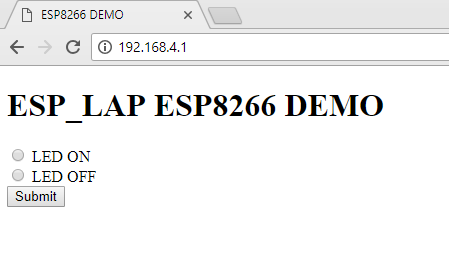 ESP8266 DEMO
192.168.4.1
ESP_LAP ESP8266 DEMO
LED ON
LED OFF
Submit